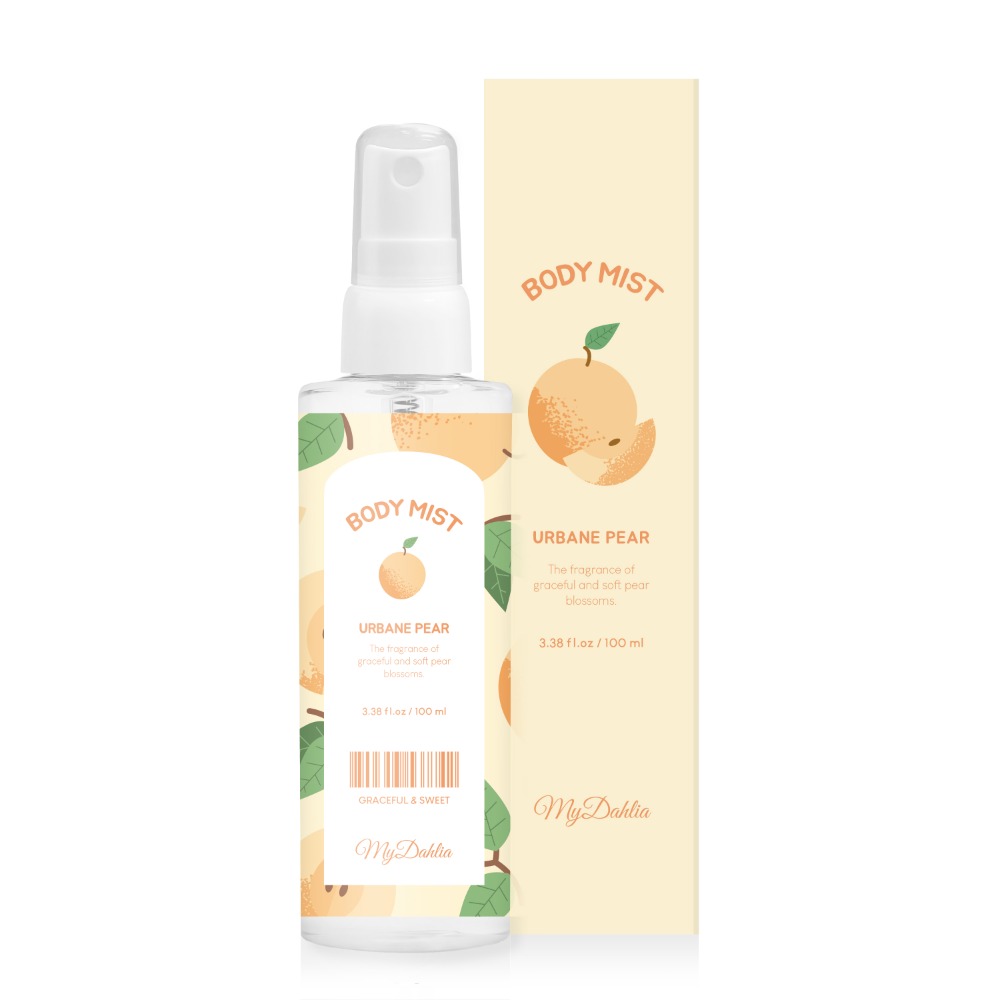 BODY MIST
URBANE PEAR
The fragrance of
graceful and soft pear
blossoms.
3.38 fl.oz / 100 ml
GRACEFUL & SWEET
MyDahlia
BODY MIST
URBANE PEAR
The fragrance of
graceful and soft pear
blossoms.
3.38 fl.oz / 100 ml
MyDahlia